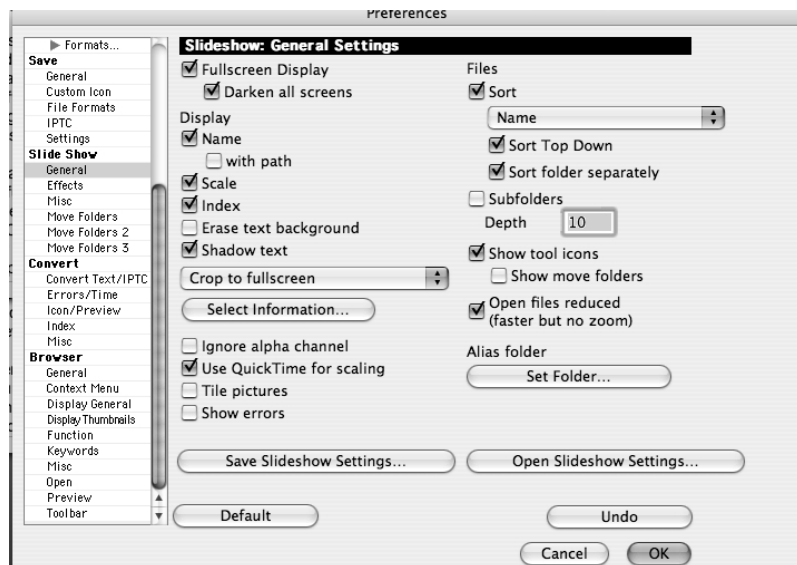 Preferences
Formats...
Save
General
Custom Icon
File Formats
IPTC
Settings
Slide Show
General
Effects
Misc
Move Folders
Move Folders 2
Move Folders 3
Convert
Convert Text/IPTC
Errors/Time
Icon/Preview
Index
Misc
Browser
General
Context Menu
Display General
Display Thumbnails
Function
Keywords
Misc
Open
Preview
Toolbar
Slideshow: General Settings
Fullscreen Display
Darken all screens
Display
Name
with path
Scale
Index
Erase text background
Shadow text
Crop to fullscreen
Select Information...
Ignore alpha channel
Use QuickTime for scaling
Tile pictures
Show errors
Files
Sort
Name
Sort Top Down
Sort folder separately
Subfolders
Depth 10
Show tool icons
Show move folders
Open files reduced
(faster but no zoom)
Alias folder
Set Folder...
Save Slideshow Settings...
Open Slideshow Settings...
Default
Undo
Cancel
OK